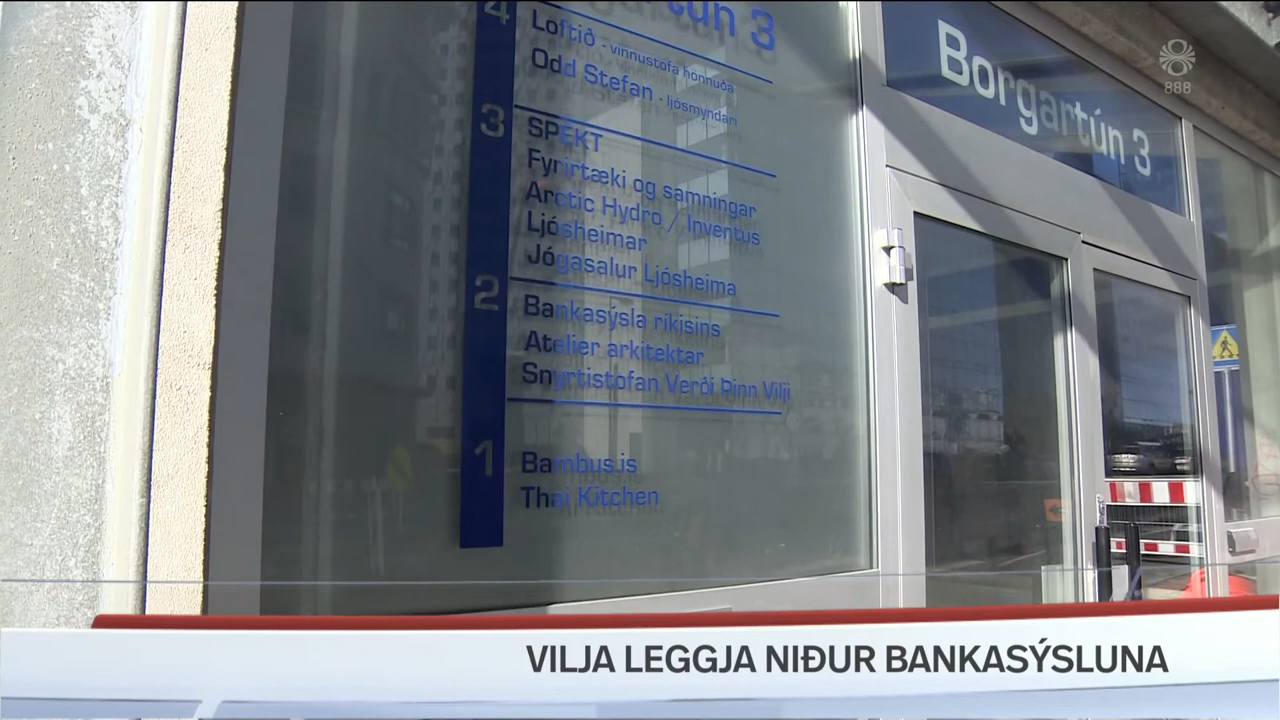 Borgartún 3
4
Loftið - vinnustofa hönnuða
Odd Stefan - ljósmyndari
3
SPEKT
Fyrirtæki og samningar
Arctic Hydro / Inventus
Ljósheimar
Jógasalur Ljósheima
2
Bankasýsla ríkisins
Atelier arkitektar
Snyrtistofan Verði Þinn Vilji
1
Bambus.is
Thai Kitchen
Borgartún 3
888
VILJA LEGGJA NIÐUR BANKASÝSLUNA